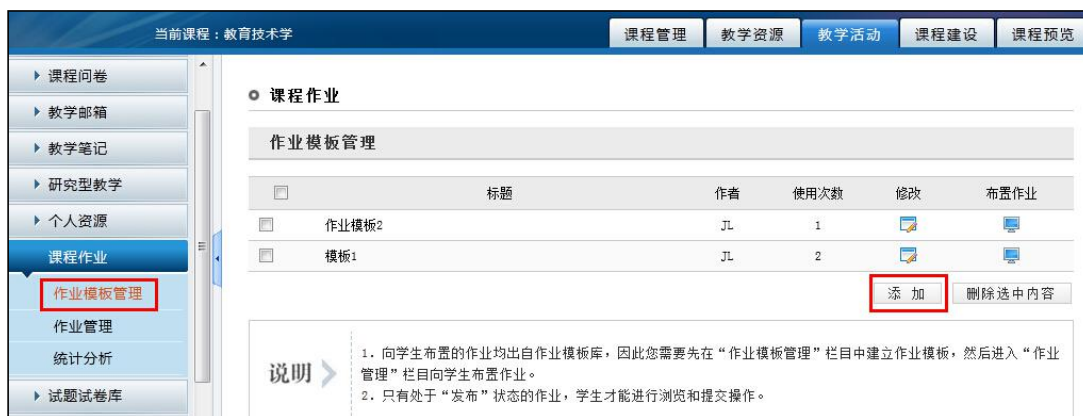 当前课程：教育技术学
课程管理 教学资源 教学活动 课程建设 课程预览
课程问卷
教学邮箱
教学笔记
研究型教学
个人资源
课程作业
作业模板管理
作业管理
统计分析
试题试卷库
课程作业
作业模板管理
标题 作者 使用次数 修改 布置作业
作业模板2 JL 1
模板1 JL 2
添 加 删除选中内容
说明
1. 向学生布置的作业均出自作业模板库，因此您需要先在“作业模板管理”栏目中建立作业模板，然后进入“作业
管理”栏目向学生布置作业。
2. 只有处于“发布”状态的作业，学生才能进行浏览和提交操作。